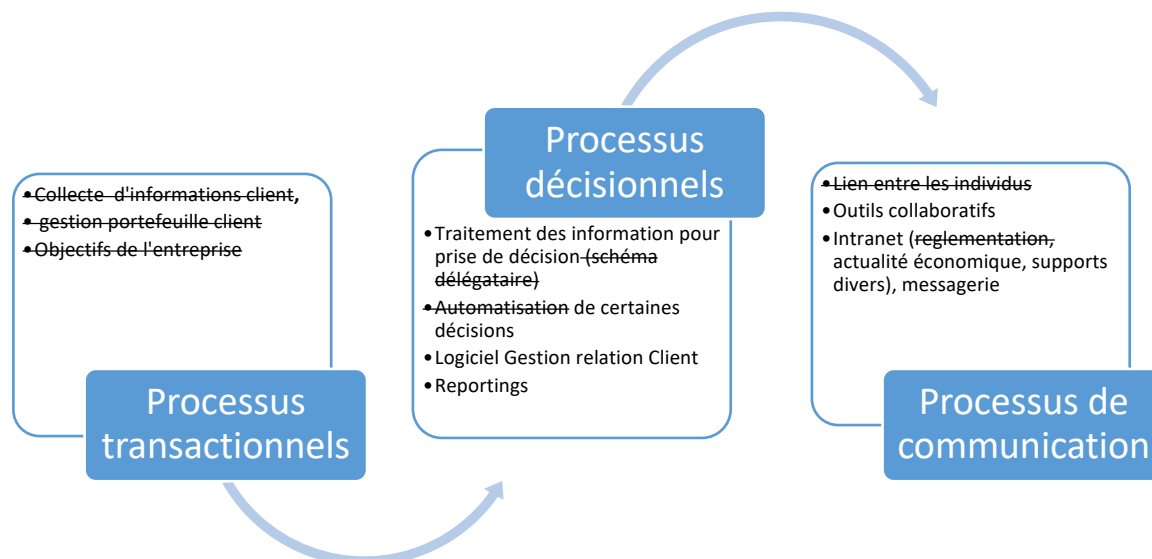 •Collecte d'informations client,
• gestion portefeuille client
•Objectifs de l'entreprise
Processus
transactionnels
Processus
décisionnels
•Traitement des information pour
prise de décision (schéma
délégataire)
•Automatisation de certaines
décisions
•Logiciel Gestion relation Client
•Reportings
•Lien entre les individus
•Outils collaboratifs
•Intranet (reglementation,
actualité économique, supports
divers), messagerie
Processus de
communication